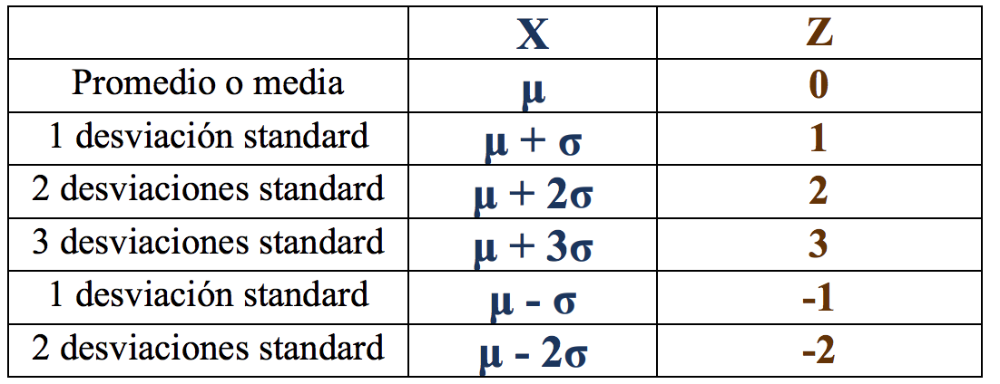 X Z
Promedio o media μ 0
1 desviación standard μ + σ 1
2 desviaciones standard μ + 2σ 2
3 desviaciones standard μ + 3σ 3
1 desviación standard μ - σ -1
2 desviaciones standard μ - 2σ -2